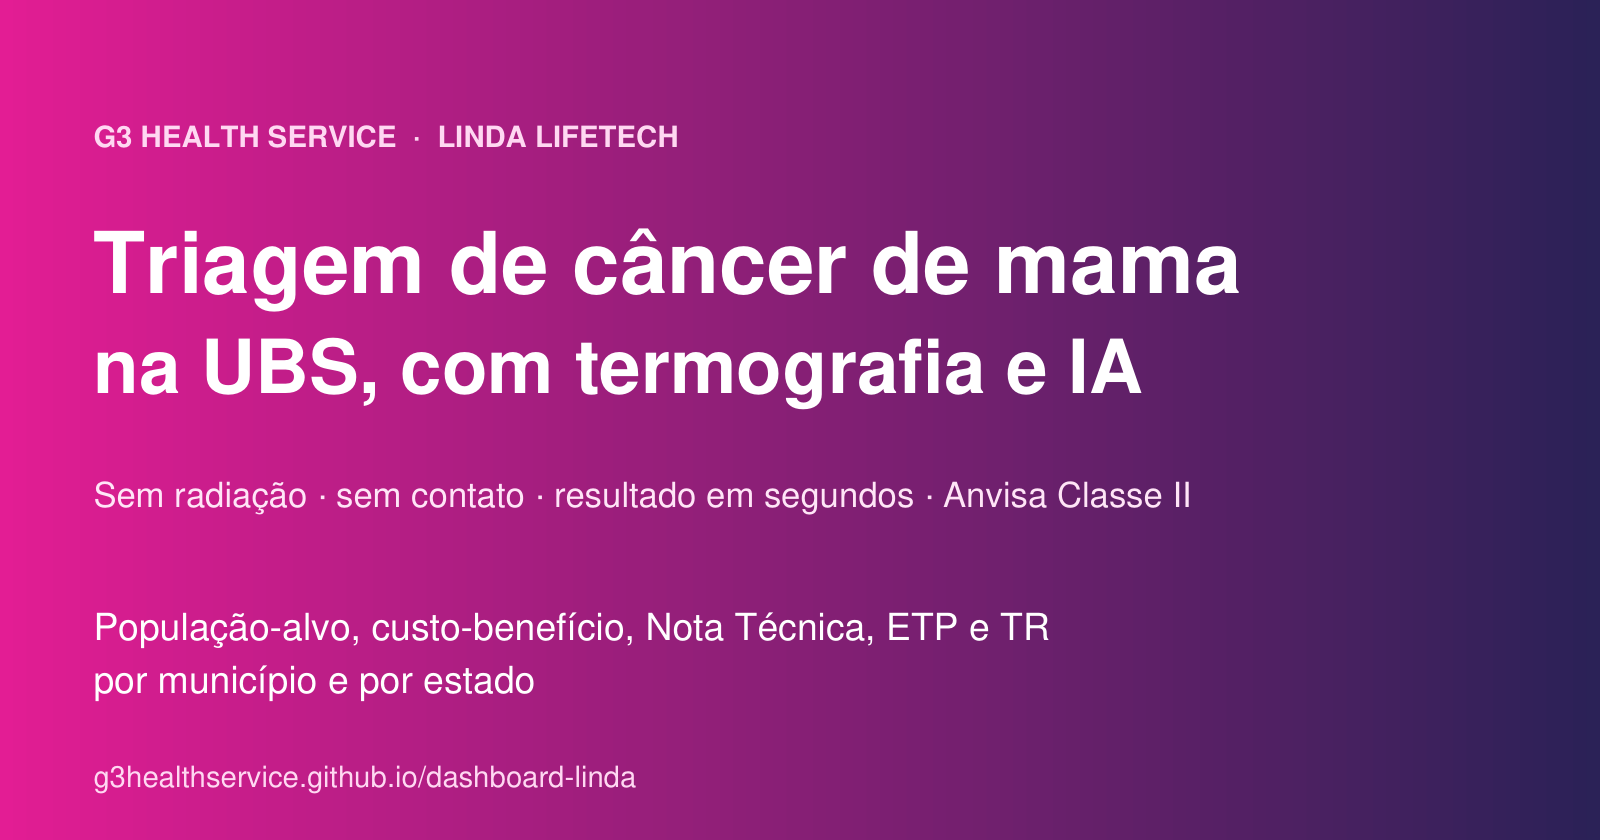 G3 HEALTH SERVICE · LINDA LIFETECH
Triagem de câncer de mama
na UBS, com termografia e IA
Sem radiação · sem contato · resultado em segundos · Anvisa Classe II
População-alvo, custo-benefício, Nota Técnica, ETP e TR
por município e por estado
g3healthservice.github.io/dashboard-linda